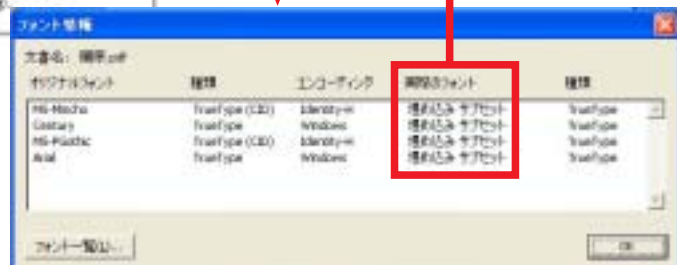 フォント情報
文書名: 概要.pdf
オリジナルフォント 種類 エンコーディング 実際のフォント 種類
MS-Mincho TrueType (CID) Identity-H 埋め込み サブセット TrueType
Century TrueType Windows 埋め込み サブセット TrueType
MS-PGothic TrueType (CID) Identity-H 埋め込み サブセット TrueType
Arial TrueType Windows 埋め込み サブセット TrueType
フォント一覧(L)... OK